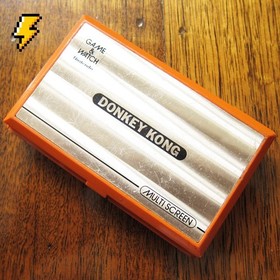 GAME
&
WATCH
DONKEY KONG
MULTI SCREEN